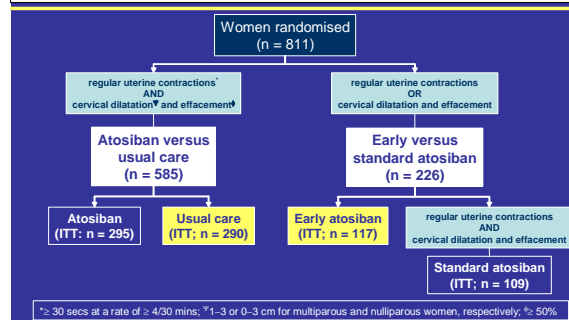 Women randomised
(n = 811)
regular uterine contractions*
AND
cervical dilatation^Ψ and effacement^ϕ
regular uterine contractions
OR
cervical dilatation and effacement
Atosiban versus
usual care
(n = 585)
Early versus
standard atosiban
(n = 226)
Atosiban
(ITT: n = 295)
Usual care
(ITT; n = 290)
Early atosiban
(ITT; n = 117)
regular uterine contractions
AND
cervical dilatation and effacement
Standard atosiban
(ITT; n = 109)
*≥ 30 secs at a rate of ≥ 4/30 mins; ^Ψ1–3 or 0–3 cm for multiparous and nulliparous women, respectively; ^ϕ≥ 50%